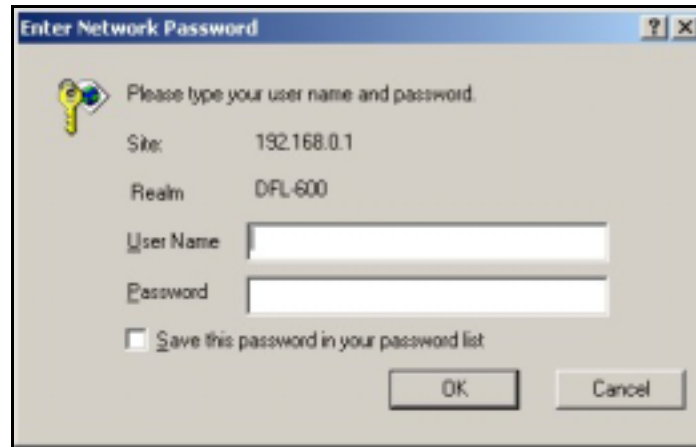 Enter Network Password
Please type your user name and password.
Site: 192.168.0.1
Realm DFL-600
User Name
Password
Save this password in your password list
OK Cancel